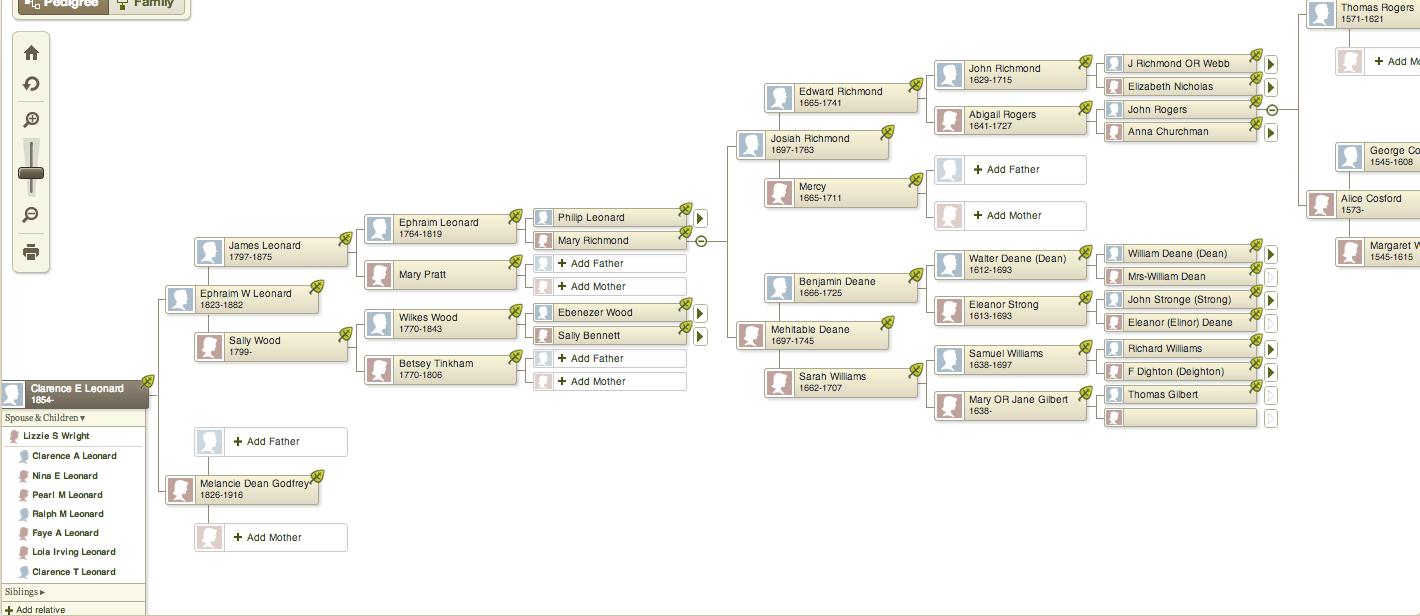 Pedigree
Family
Clarence E Leonard
1854-
Spouse & Children ▾
Lizzie S Wright
Clarence A Leonard
Nina E Leonard
Pearl M Leonard
Ralph M Leonard
Faye A Leonard
Lola Irving Leonard
Clarence T Leonard
Siblings ▸
+ Add relative
Ephraim W Leonard
1823-1882
Melancie Dean Godfrey
1826-1916
James Leonard
1797-1875
Sally Wood
1799-
+ Add Father
+ Add Mother
Ephraim Leonard
1764-1819
Mary Pratt
Wilkes Wood
1770-1843
Betsey Tinkham
1770-1806
Philip Leonard
Mary Richmond
+ Add Father
+ Add Mother
Ebenezer Wood
Sally Bennett
+ Add Father
+ Add Mother
Josiah Richmond
1697-1763
Mehitable Deane
1697-1745
Edward Richmond
1665-1741
Mercy
1665-1711
Benjamin Deane
1666-1725
Sarah Williams
1662-1707
John Richmond
1629-1715
Abigail Rogers
1641-1727
+ Add Father
+ Add Mother
Walter Deane (Dean)
1612-1693
Eleanor Strong
1613-1693
Samuel Williams
1638-1697
Mary OR Jane Gilbert
1638-
J Richmond OR Webb
Elizabeth Nicholas
John Rogers
Anna Churchman
William Deane (Dean)
Mrs-William Dean
John Stronge (Strong)
Eleanor (Elinor) Deane
Richard Williams
F Dighton (Deighton)
Thomas Gilbert
Thomas Rogers
1571-1621
+ Add Mo
George Co
1545-1608
Alice Cosford
1573-
Margaret W
1545-1615